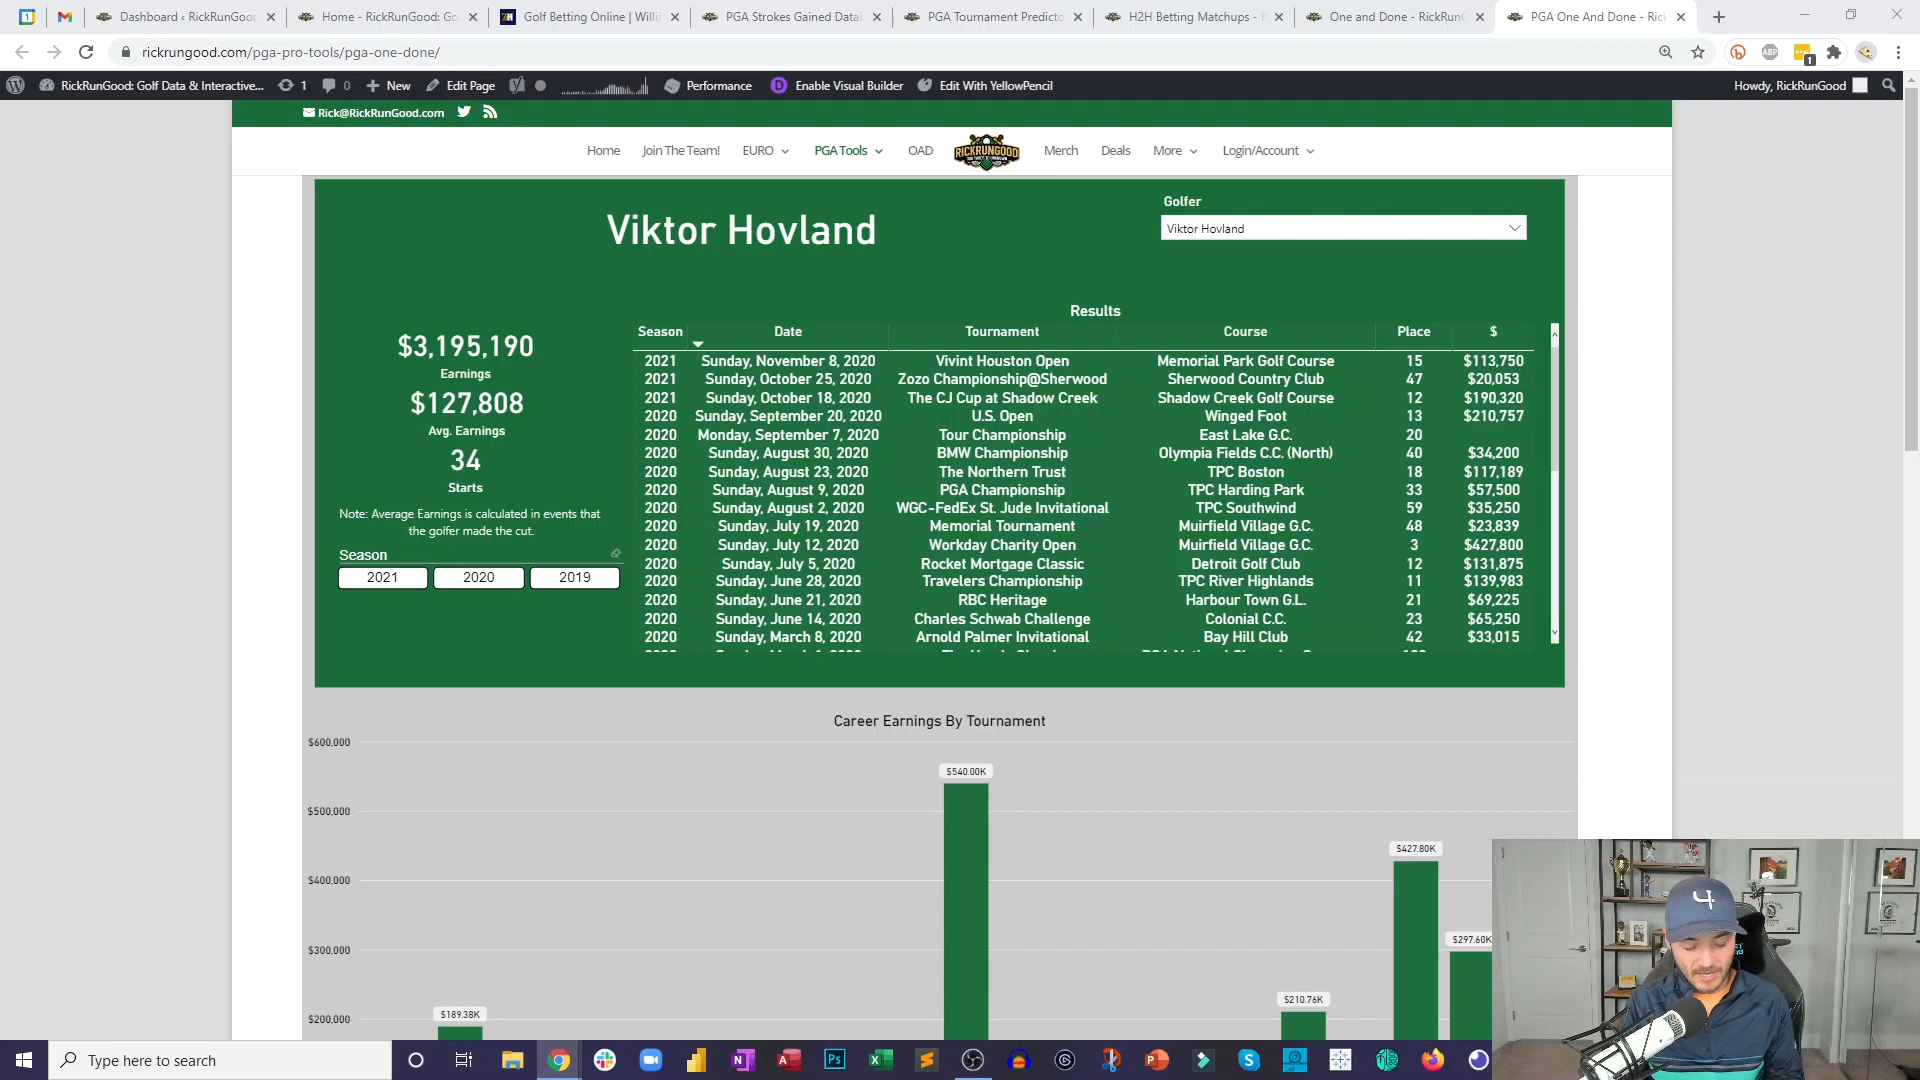 Dashboard ‹ RickRunGoo
Home - RickRunGood: Go
Golf Betting Online | Willia
PGA Strokes Gained Datal
PGA Tournament Predicto
H2H Betting Matchups - F
One and Done - RickRunG
PGA One And Done - Rick
rickrungood.com/pga-pro-tools/pga-one-done/
RickRunGood: Golf Data & Interactive... 1 0 New Edit Page Performance Enable Visual Builder Edit With YellowPencil Howdy, RickRunGood
Rick@RickRunGood.com
Home Join The Team! EURO PGA Tools OAD RICKRUNGOOD Merch Deals More Login/Account
Viktor Hovland
Golfer
Viktor Hovland
$3,195,190
Earnings
$127,808
Avg. Earnings
34
Starts
Note: Average Earnings is calculated in events that
the golfer made the cut.
Season
2021 2020 2019
Results
Season Date Tournament Course Place $
2021 Sunday, November 8, 2020 Vivint Houston Open Memorial Park Golf Course 15 $113,750
2021 Sunday, October 25, 2020 Zozo Championship@Sherwood Sherwood Country Club 47 $20,053
2021 Sunday, October 18, 2020 The CJ Cup at Shadow Creek Shadow Creek Golf Course 12 $190,320
2020 Sunday, September 20, 2020 U.S. Open Winged Foot 13 $210,757
2020 Monday, September 7, 2020 Tour Championship East Lake G.C. 20
2020 Sunday, August 30, 2020 BMW Championship Olympia Fields C.C. (North) 40 $34,200
2020 Sunday, August 23, 2020 The Northern Trust TPC Boston 18 $117,189
2020 Sunday, August 9, 2020 PGA Championship TPC Harding Park 33 $57,500
2020 Sunday, August 2, 2020 WGC-FedEx St. Jude Invitational TPC Southwind 59 $35,250
2020 Sunday, July 19, 2020 Memorial Tournament Muirfield Village G.C. 48 $23,839
2020 Sunday, July 12, 2020 Workday Charity Open Muirfield Village G.C. 3 $427,800
2020 Sunday, July 5, 2020 Rocket Mortgage Classic Detroit Golf Club 12 $131,875
2020 Sunday, June 28, 2020 Travelers Championship TPC River Highlands 11 $139,983
2020 Sunday, June 21, 2020 RBC Heritage Harbour Town G.L. 21 $69,225
2020 Sunday, June 14, 2020 Charles Schwab Challenge Colonial C.C. 23 $65,250
2020 Sunday, March 8, 2020 Arnold Palmer Invitational Bay Hill Club 42 $33,015
Career Earnings By Tournament
$600,000
$540.00K
$500,000
$427.80K
$400,000
$300,000
$297.60K
$210.76K
$200,000
$189.38K
Type here to search